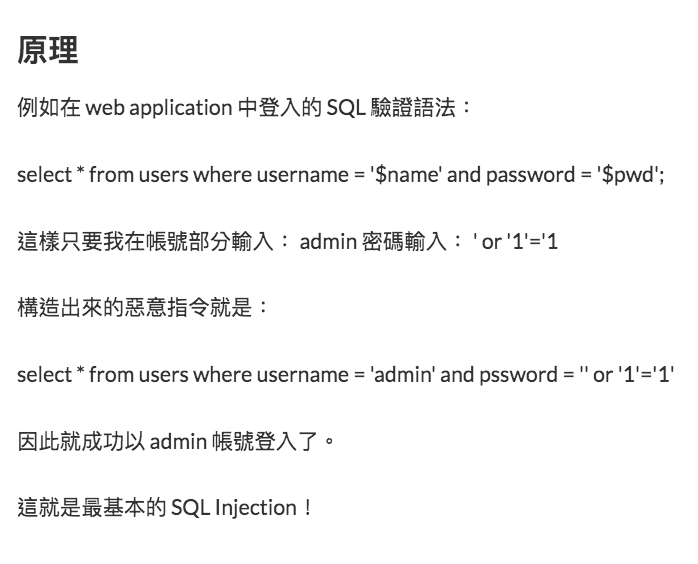 原理
例如在 web application 中登入的 SQL 驗證語法：
select * from users where username = '$name' and password = '$pwd';
這樣只要我在帳號部分輸入： admin 密碼輸入： ' or '1'='1
構造出來的惡意指令就是：
select * from users where username = 'admin' and pssword = '' or '1'='1'
因此就成功以 admin 帳號登入了。
這就是最基本的 SQL Injection！